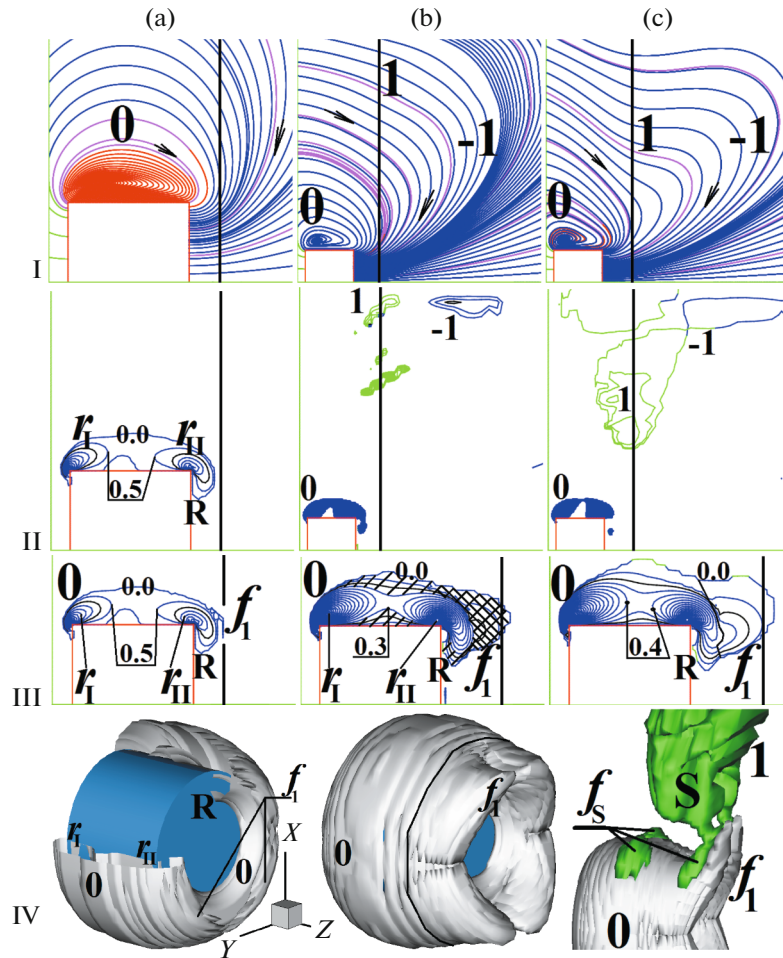 (a) (b) (c)
0
1
-1
0
1
-1
0
I
1
-1
1
-1
r_I 0.0 r_II
0.5
R
0
0
II
0 0.0
f_1
0.5
r_I r_II
R
0 0.0
0.3
R
r_I r_II
f_1
0 0.0
0.4
R
f_1
III
R
f_1
r_I r_II
0 0
X
Y Z
0
f_1
S 1
f_S
f_1
0
IV